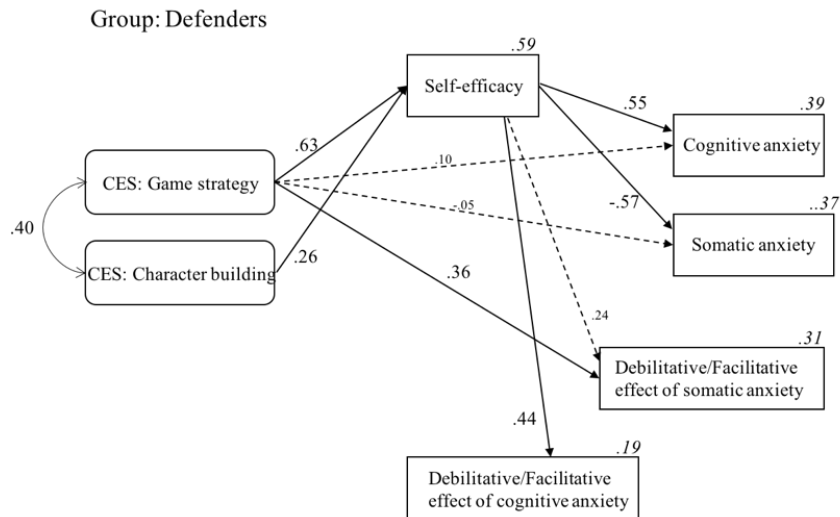 Group: Defenders
.59
Self-efficacy
.55
.39
Cognitive anxiety
.63
.10
CES: Game strategy
-.05
-.57
..37
Somatic anxiety
.40
.26
CES: Character building
.36
.24
.31
Debilitative/Facilitative
effect of somatic anxiety
.44
.19
Debilitative/Facilitative
effect of cognitive anxiety